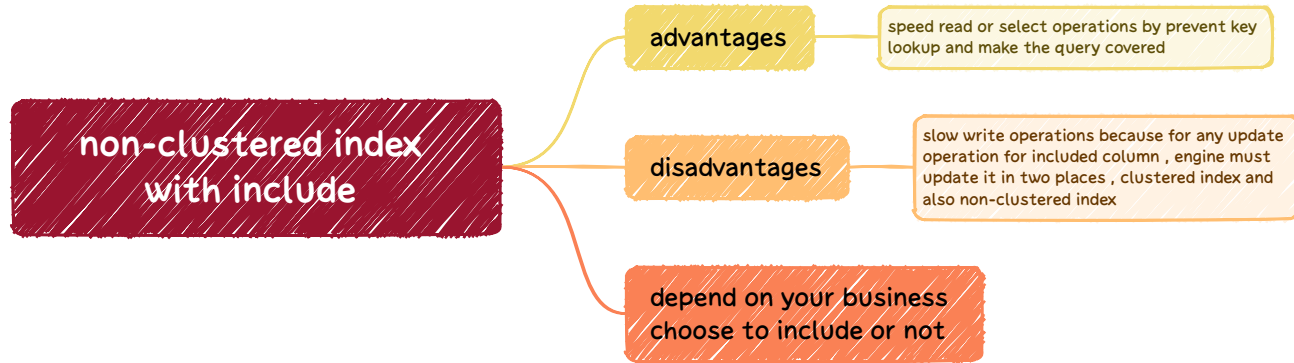 advantages
speed read or select operations by prevent key
lookup and make the query covered
non-clustered index
with include
disadvantages
slow write operations because for any update
operation for included column , engine must
update it in two places , clustered index and
also non-clustered index
depend on your business
choose to include or not